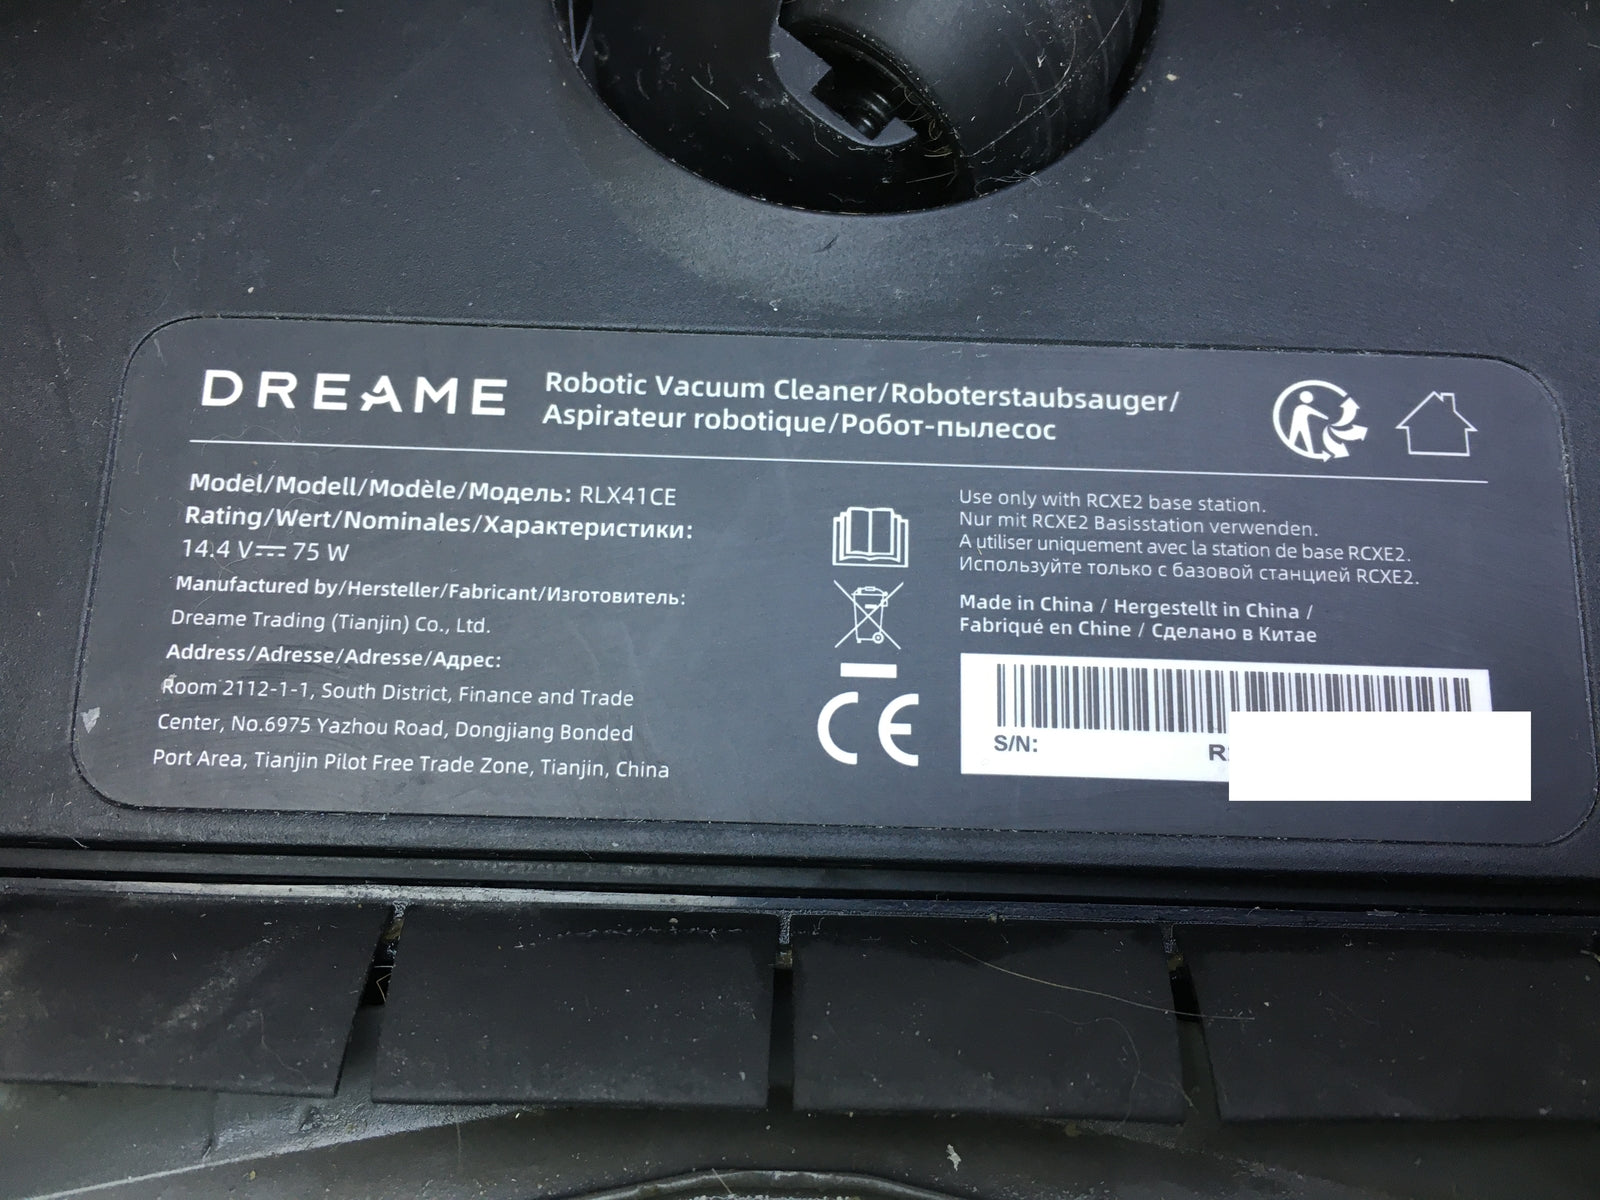 DREAME
Robotic Vacuum Cleaner/Roboterstaubsauger/
Aspirateur robotique/Робот-пылесос
Model/Modell/Modèle/Модель: RLX41CE
Rating/Wert/Nominales/Характеристики:
14.4 V⎓ 75 W
Manufactured by/Hersteller/Fabricant/Изготовитель:
Dreame Trading (Tianjin) Co., Ltd.
Address/Adresse/Adresse/Адрес:
Room 2112-1-1, South District, Finance and Trade
Center, No.6975 Yazhou Road, Dongjiang Bonded
Port Area, Tianjin Pilot Free Trade Zone, Tianjin, China
CE
Use only with RCXE2 base station.
Nur mit RCXE2 Basisstation verwenden.
A utiliser uniquement avec la station de base RCXE2.
Используйте только с базовой станцией RCXE2.
Made in China / Hergestellt in China /
Fabriqué en Chine / Сделано в Китае
S/N: